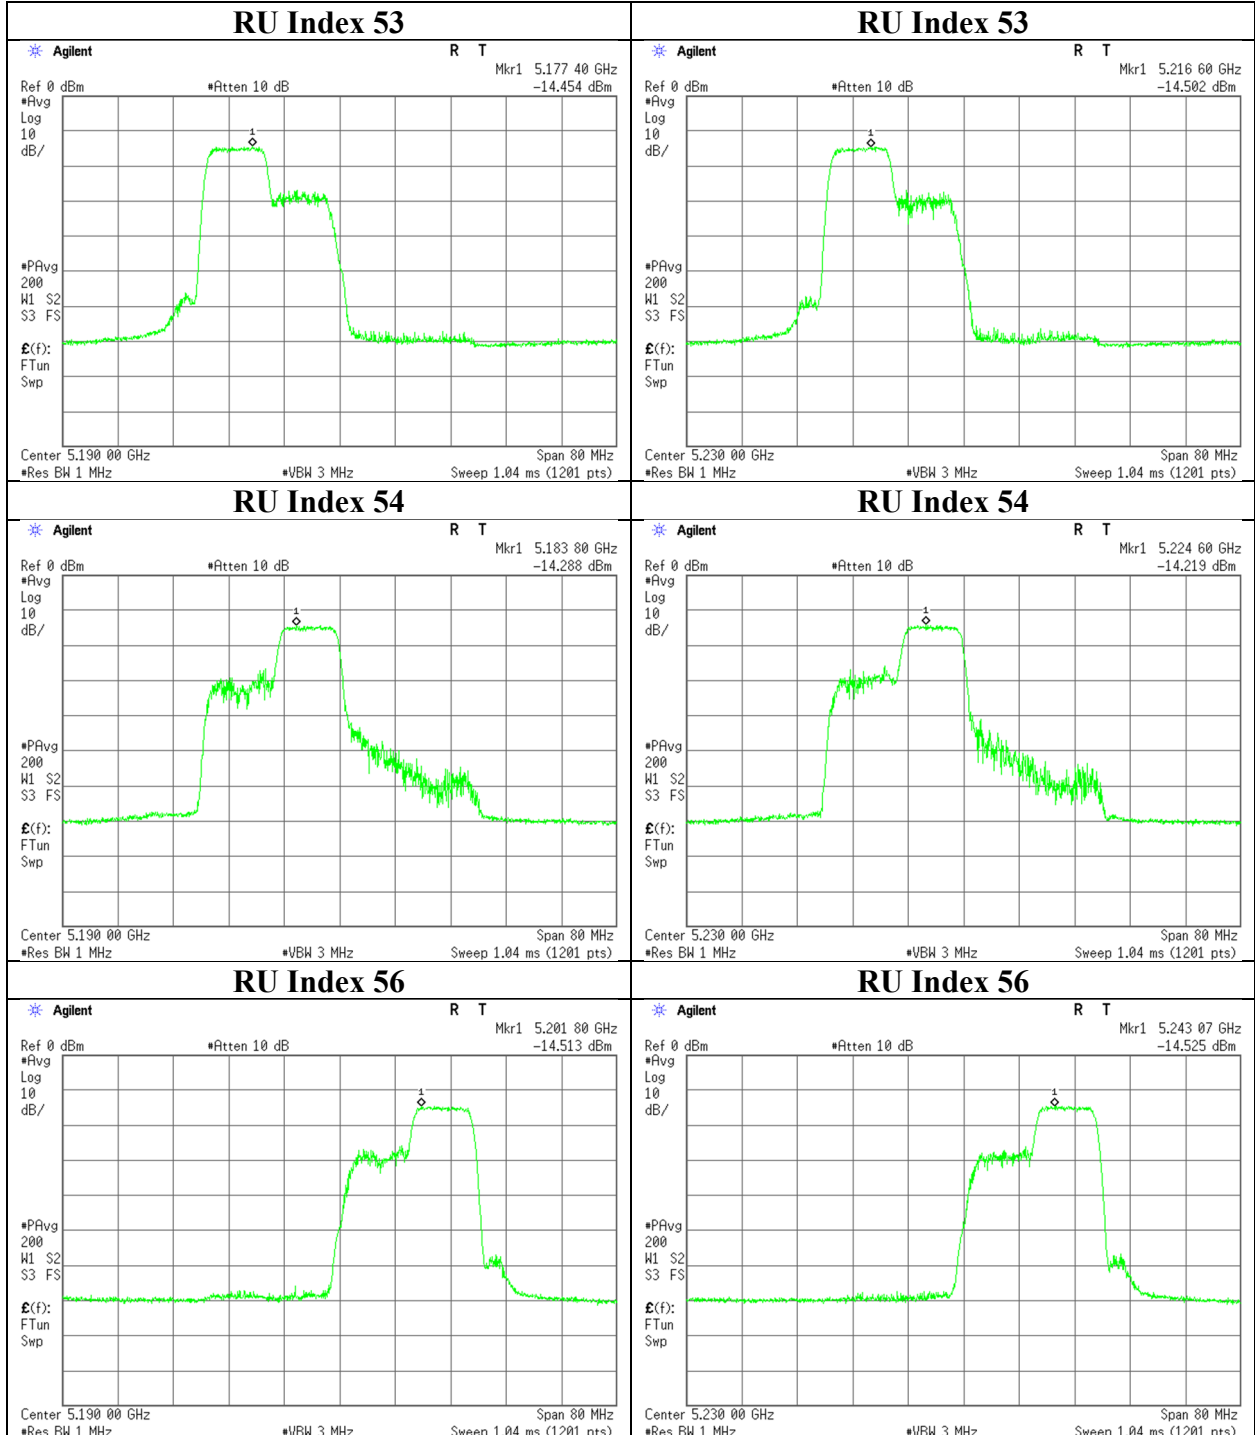 RU Index 53
Agilent
R T
Mkr1 5.177 40 GHz
Ref 0 dBm #Atten 10 dB -14.454 dBm
#Avg
Log
10
dB/
1
#PAvg
200
W1 S2
S3 FS
£(f):
FTun
Swp
Center 5.190 00 GHz Span 80 MHz
#Res BW 1 MHz #VBW 3 MHz Sweep 1.04 ms (1201 pts)
RU Index 53
Agilent
R T
Mkr1 5.216 60 GHz
Ref 0 dBm #Atten 10 dB -14.502 dBm
#Avg
Log
10
dB/
1
#PAvg
200
W1 S2
S3 FS
£(f):
FTun
Swp
Center 5.230 00 GHz Span 80 MHz
#Res BW 1 MHz #VBW 3 MHz Sweep 1.04 ms (1201 pts)
RU Index 54
Agilent
R T
Mkr1 5.183 80 GHz
Ref 0 dBm #Atten 10 dB -14.288 dBm
#Avg
Log
10
dB/
1
#PAvg
200
W1 S2
S3 FS
£(f):
FTun
Swp
Center 5.190 00 GHz Span 80 MHz
#Res BW 1 MHz #VBW 3 MHz Sweep 1.04 ms (1201 pts)
RU Index 54
Agilent
R T
Mkr1 5.224 60 GHz
Ref 0 dBm #Atten 10 dB -14.219 dBm
#Avg
Log
10
dB/
1
#PAvg
200
W1 S2
S3 FS
£(f):
FTun
Swp
Center 5.230 00 GHz Span 80 MHz
#Res BW 1 MHz #VBW 3 MHz Sweep 1.04 ms (1201 pts)
RU Index 56
Agilent
R T
Mkr1 5.201 80 GHz
Ref 0 dBm #Atten 10 dB -14.513 dBm
#Avg
Log
10
dB/
1
#PAvg
200
W1 S2
S3 FS
£(f):
FTun
Swp
Center 5.190 00 GHz Span 80 MHz
#Res BW 1 MHz #VBW 3 MHz Sweep 1.04 ms (1201 pts)
RU Index 56
Agilent
R T
Mkr1 5.243 07 GHz
Ref 0 dBm #Atten 10 dB -14.525 dBm
#Avg
Log
10
dB/
1
#PAvg
200
W1 S2
S3 FS
£(f):
FTun
Swp
Center 5.230 00 GHz Span 80 MHz
#Res BW 1 MHz #VBW 3 MHz Sweep 1.04 ms (1201 pts)